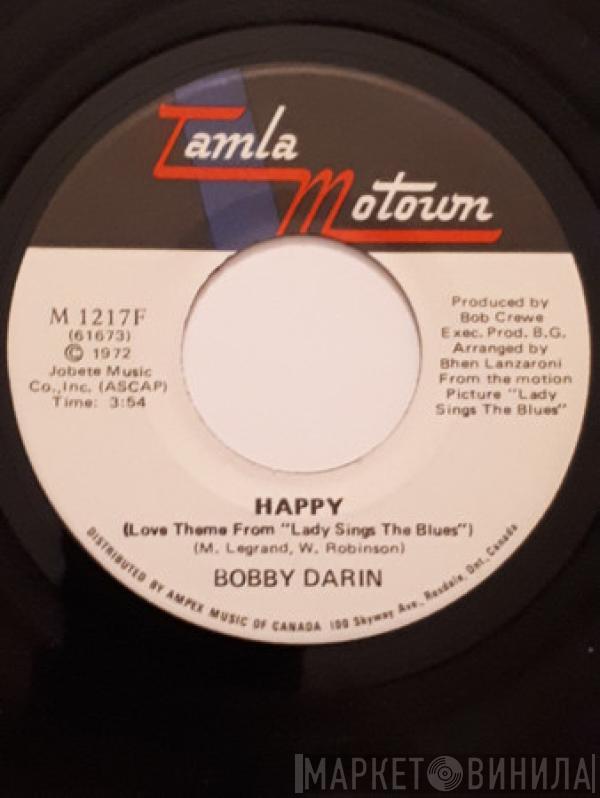 Tamla
Motown
M 1217F
(61673)
© 1972
Jobete Music
Co.,Inc. (ASCAP)
Time: 3:54
Produced by
Bob Crewe
Exec. Prod. B.G.
Arranged by
Bhen Lanzaroni
From the motion
Picture "Lady
Sings The Blues"
HAPPY
(Love Theme From "Lady Sings The Blues")
(M. Legrand, W. Robinson)
BOBBY DARIN
DISTRIBUTED BY AMPEX MUSIC OF CANADA 100 Skyway Ave., Rexdale, Ont., Canada
МАРКЕТ ВИНИЛА